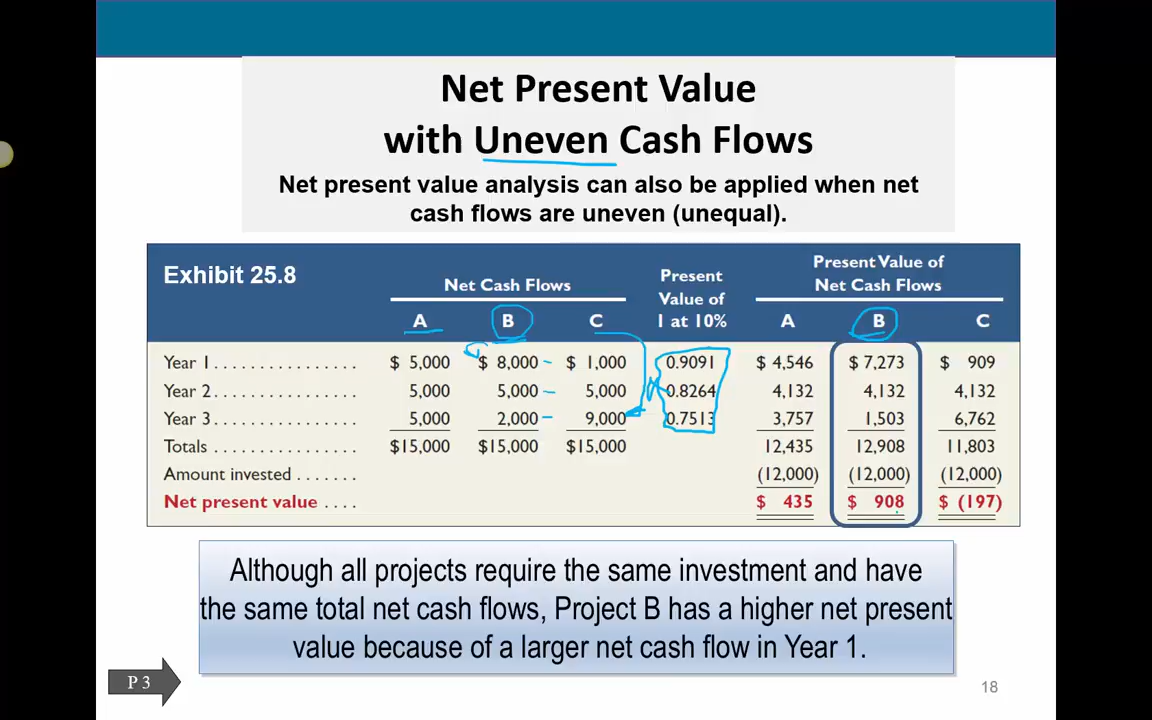 Net Present Value
with Uneven Cash Flows
Net present value analysis can also be applied when net
cash flows are uneven (unequal).
Exhibit 25.8
Net Cash Flows
Present Value of 1 at 10%
Present Value of Net Cash Flows
A B C A B C
Year 1 . . . . . . . . . . . . . . . . $ 5,000 $ 8,000 $ 1,000 0.9091 $ 4,546 $ 7,273 $ 909
Year 2 . . . . . . . . . . . . . . . . 5,000 5,000 5,000 0.8264 4,132 4,132 4,132
Year 3 . . . . . . . . . . . . . . . . 5,000 2,000 9,000 0.7513 3,757 1,503 6,762
Totals . . . . . . . . . . . . . . . . $15,000 $15,000 $15,000 12,435 12,908 11,803
Amount invested . . . . . . . (12,000) (12,000) (12,000)
Net present value . . . . $ 435 $ 908 $ (197)
Although all projects require the same investment and have
the same total net cash flows, Project B has a higher net present
value because of a larger net cash flow in Year 1.
P 3
18